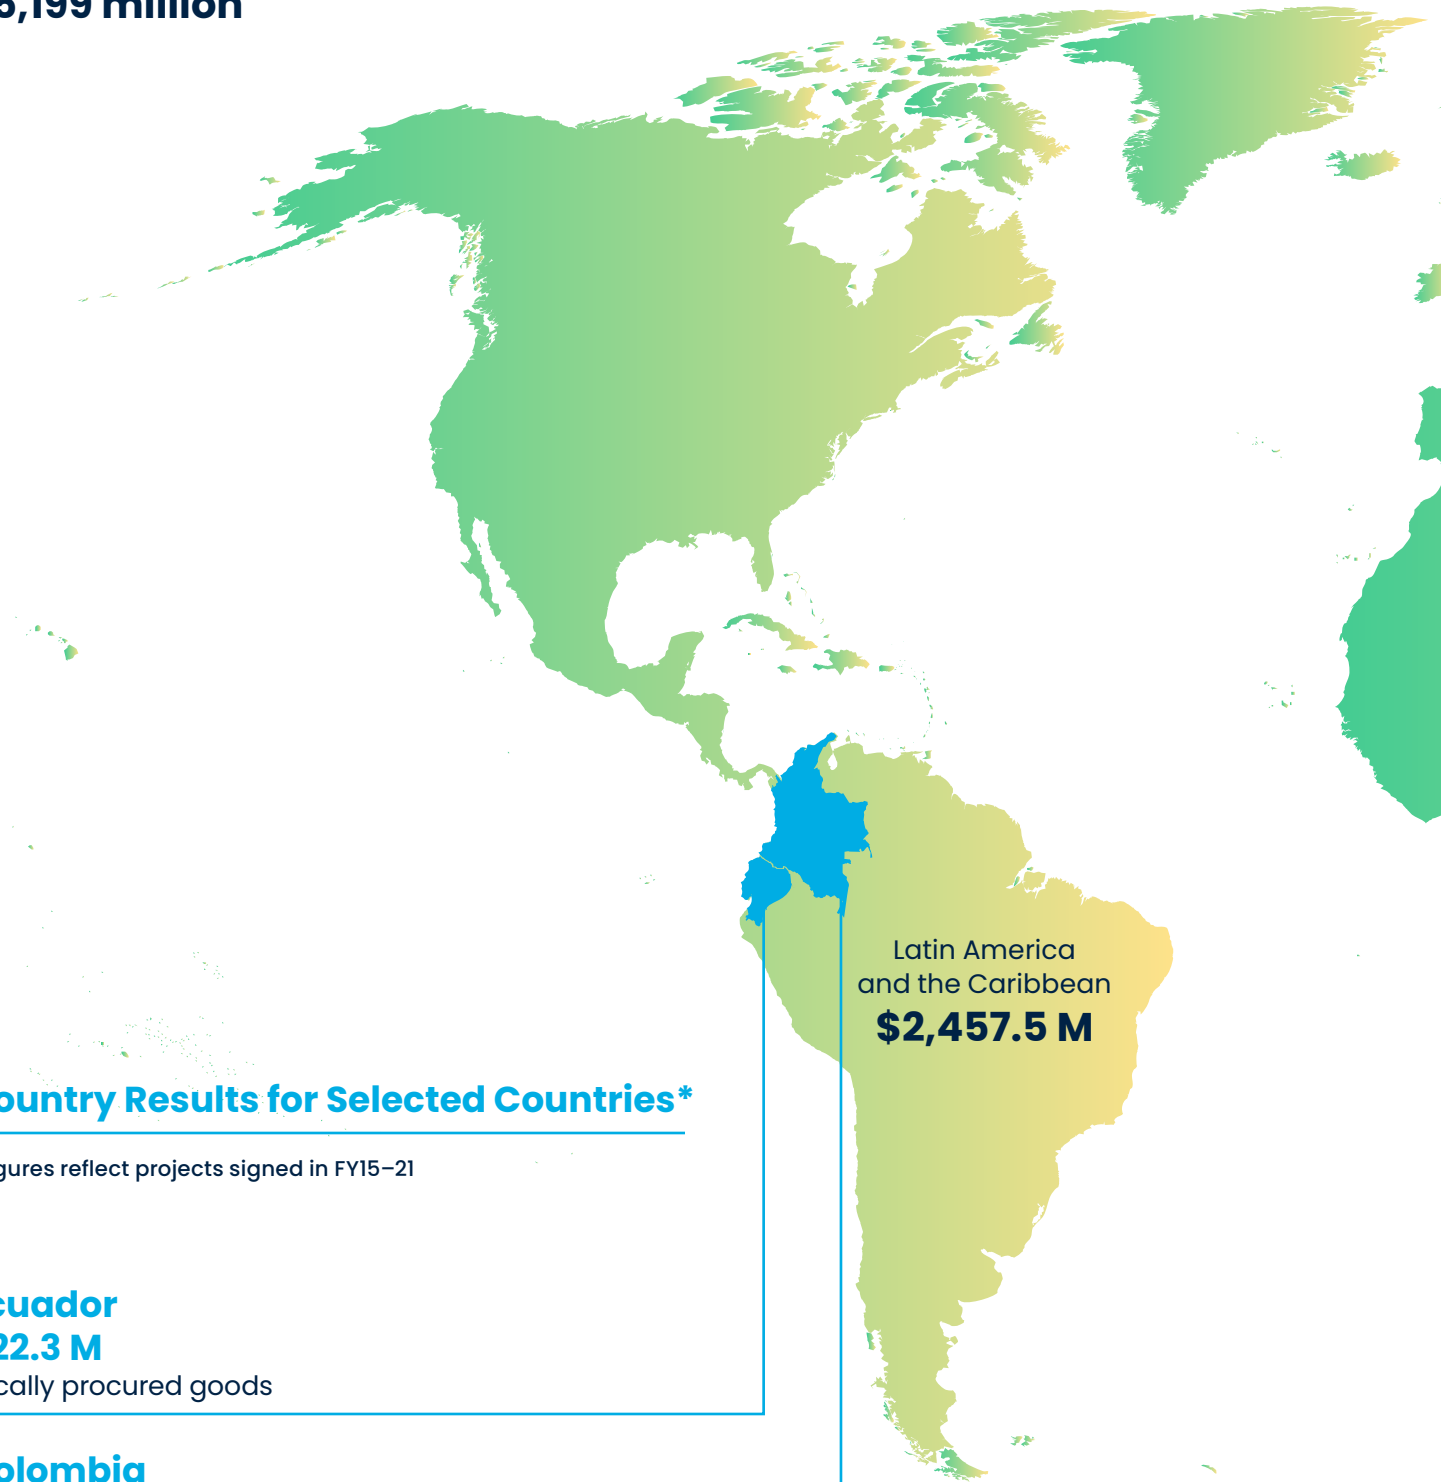 5,199 million
Latin America
and the Caribbean
$2,457.5 M
ountry Results for Selected Countries*
gures reflect projects signed in FY15–21
cuador
22.3 M
cally procured goods
olombia